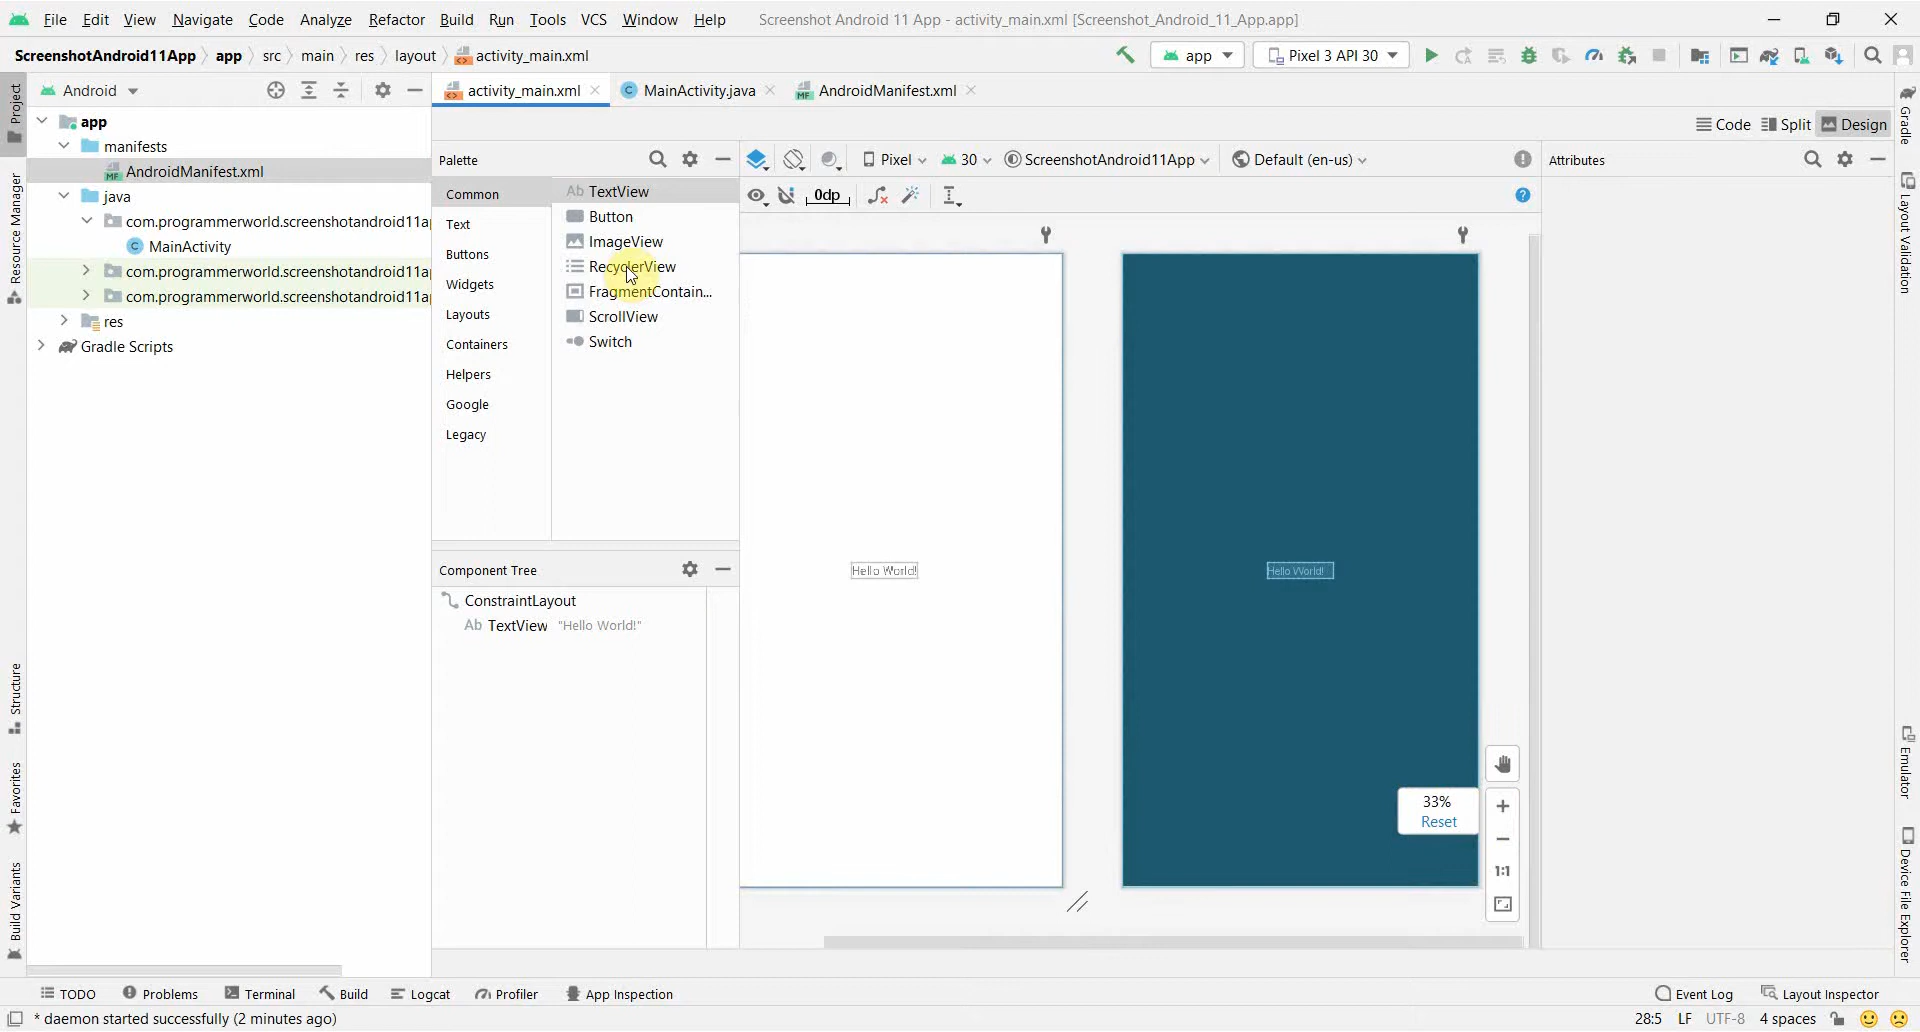 File Edit View Navigate Code Analyze Refactor Build Run Tools VCS Window Help Screenshot Android 11 App - activity_main.xml [Screenshot_Android_11_App.app]
ScreenshotAndroid11App app src main res layout activity_main.xml app Pixel 3 API 30
Android activity_main.xml MainActivity.java AndroidManifest.xml
Code Split Design
Project
Resource Manager
Structure
Favorites
Build Variants
app
manifests
AndroidManifest.xml
java
com.programmerworld.screenshotandroid11a
MainActivity
com.programmerworld.screenshotandroid11a
com.programmerworld.screenshotandroid11a
res
Gradle Scripts
Palette
Common
Text
Buttons
Widgets
Layouts
Containers
Helpers
Google
Legacy
TextView
Button
ImageView
RecyclerView
FragmentContain...
ScrollView
Switch
Component Tree
ConstraintLayout
Ab TextView "Hello World!"
Pixel 30 ScreenshotAndroid11App Default (en-us)
0dp
Hello World!
Hello World!
33%
Reset
1:1
Attributes
Gradle
Layout Validation
Emulator
Device File Explorer
TODO Problems Terminal Build Logcat Profiler App Inspection Event Log Layout Inspector
* daemon started successfully (2 minutes ago) 28:5 LF UTF-8 4 spaces